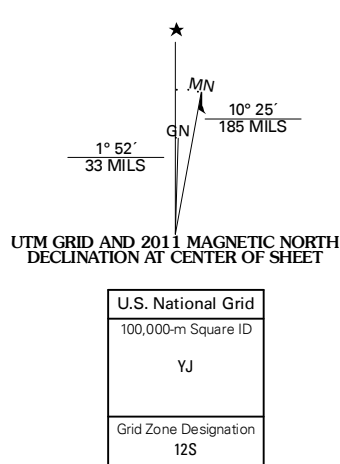 MN
10° 25´
185 MILS
GN
1° 52´
33 MILS
UTM GRID AND 2011 MAGNETIC NORTH
DECLINATION AT CENTER OF SHEET
U.S. National Grid
100,000-m Square ID
YJ
Grid Zone Designation
12S